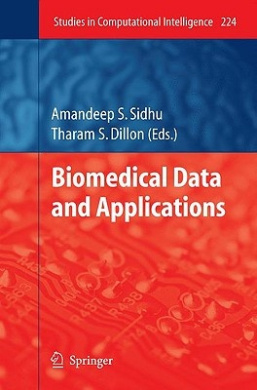 Studies in Computational Intelligence 224
Amandeep S. Sidhu
Tharam S. Dillon (Eds.)
Biomedical Data
and Applications
Springer